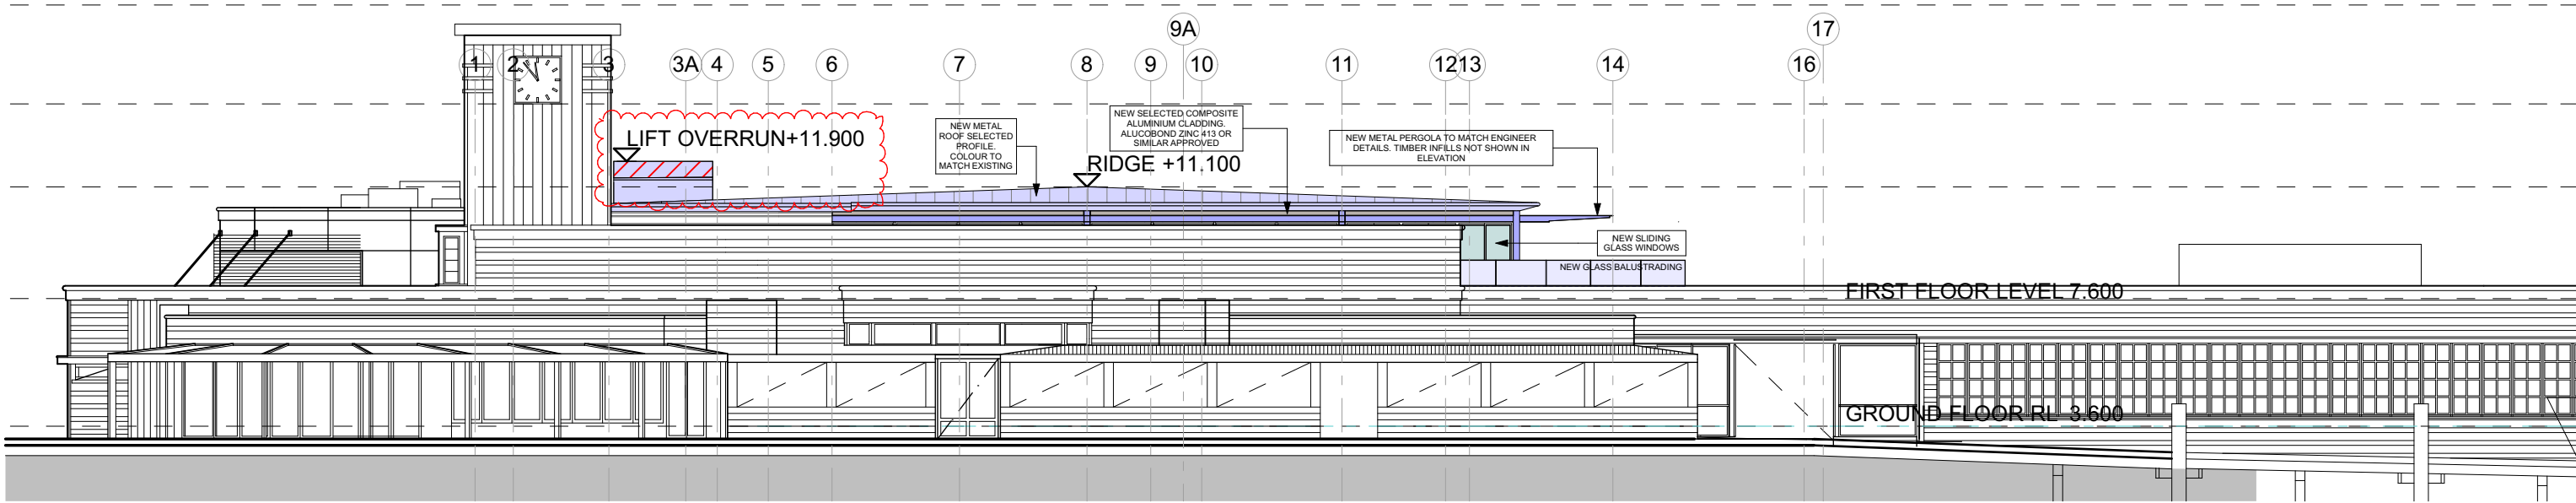 9A
17
1
2
3
3A
4
5
6
7
8
9
10
11
12
13
14
16
LIFT OVERRUN+11.900
NEW METAL
ROOF SELECTED
PROFILE.
COLOUR TO
MATCH EXISTING
NEW SELECTED COMPOSITE
ALUMINIUM CLADDING.
ALUCOBOND ZINC 413 OR
SIMILAR APPROVED
RIDGE +11.100
NEW METAL PERGOLA TO MATCH ENGINEER
DETAILS. TIMBER INFILLS NOT SHOWN IN
ELEVATION
NEW SLIDING
GLASS WINDOWS
NEW GLASS BALUSTRADING
FIRST FLOOR LEVEL 7.600
GROUND FLOOR RL 3.600